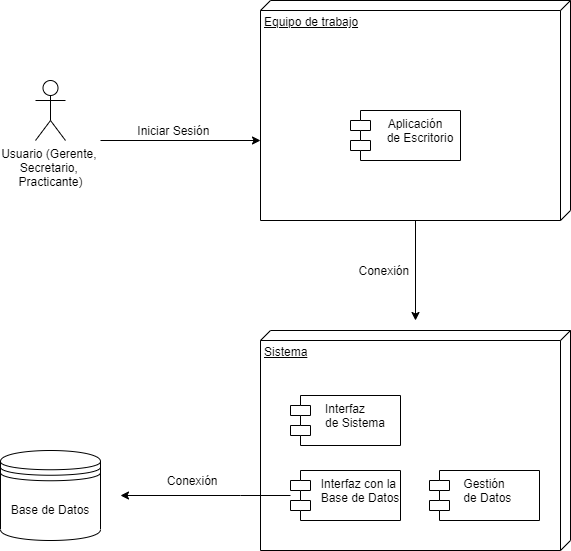 Equipo de trabajo
Aplicación
de Escritorio
Iniciar Sesión
Usuario (Gerente,
Secretario,
Practicante)
Conexión
Sistema
Interfaz
de Sistema
Interfaz con la
Base de Datos
Gestión
de Datos
Conexión
Base de Datos